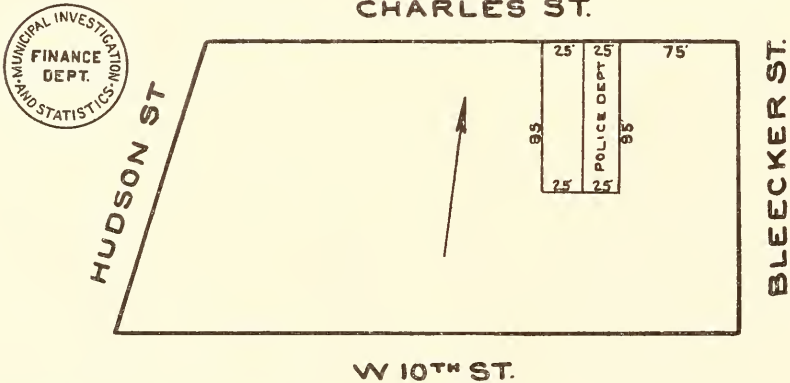 CHARLES ST.
MUNICIPAL INVESTIGATION
AND STATISTICS
FINANCE
DEPT.
25' 25' 75'
POLICE DEPT
95 95'
25' 25'
HUDSON ST
BLEECKER ST.
W 10TH ST.